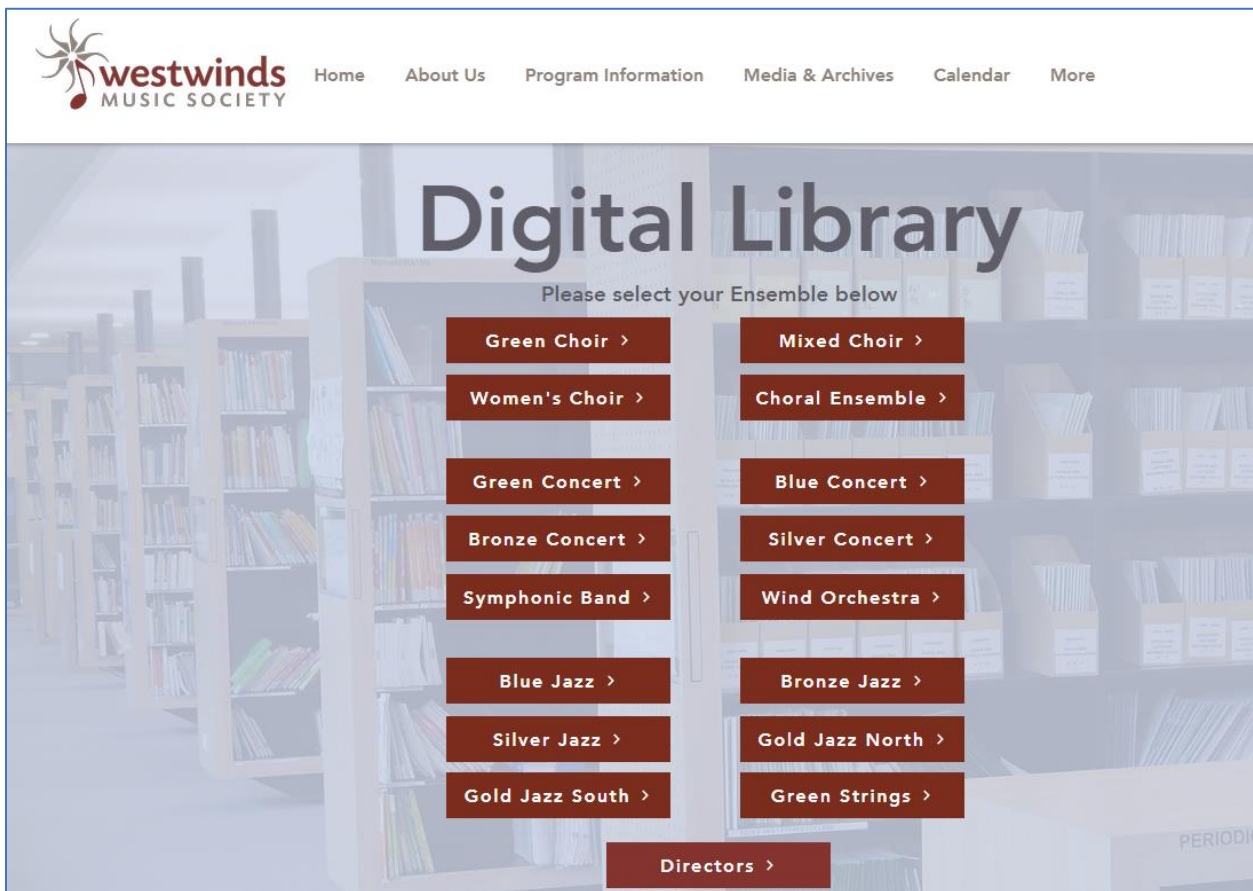 westwinds
MUSIC SOCIETY
Home About Us Program Information Media & Archives Calendar More
Digital Library
Please select your Ensemble below
Green Choir > Mixed Choir >
Women's Choir > Choral Ensemble >
Green Concert > Blue Concert >
Bronze Concert > Silver Concert >
Symphonic Band > Wind Orchestra >
Blue Jazz > Bronze Jazz >
Silver Jazz > Gold Jazz North >
Gold Jazz South > Green Strings >
Directors >